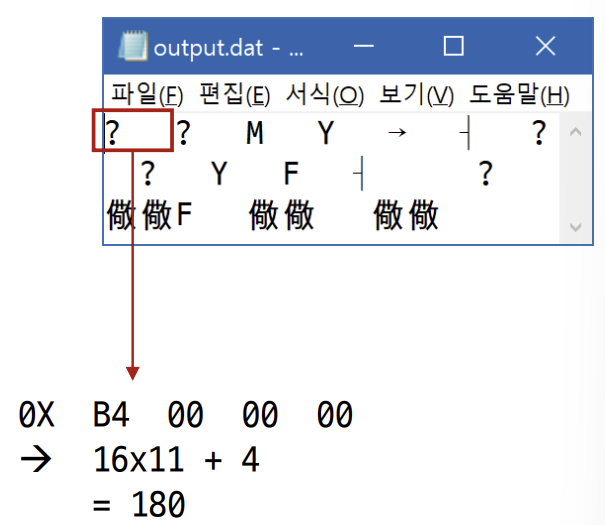 output.dat - ...
파일(F) 편집(E) 서식(O) 보기(V) 도움말(H)
? ? M Y → ┤ ?
? Y F ┤ ?
儆儆F 儆儆 儆儆
0X B4 00 00 00
→ 16x11 + 4
= 180